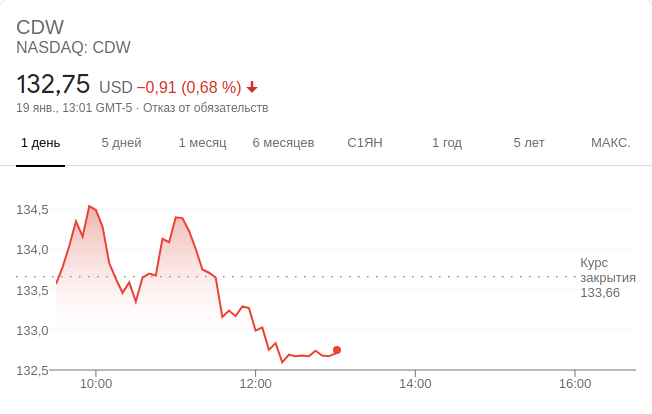 CDW
NASDAQ: CDW
132,75 USD −0,91 (0,68 %)
19 янв., 13:01 GMT-5 · Отказ от обязательств
1 день 5 дней 1 месяц 6 месяцев С1ЯН 1 год 5 лет МАКС.
134,5
134,0
133,5
133,0
132,5
Курс
закрытия
133,66
10:00 12:00 14:00 16:00